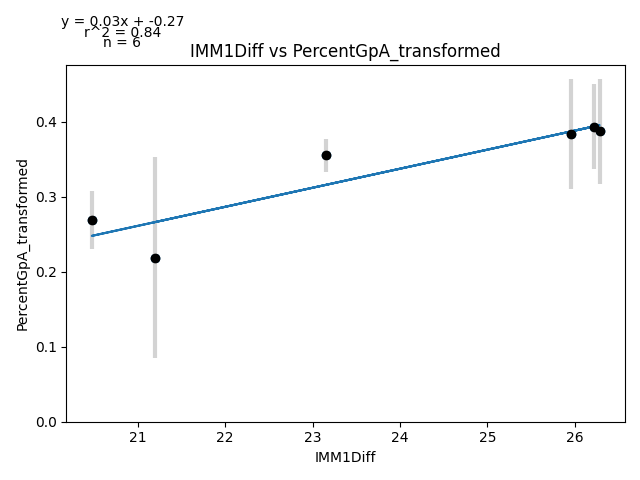 y = 0.03x + -0.27
r^2 = 0.84
n = 6
IMM1Diff vs PercentGpA_transformed
PercentGpA_transformed
0.4
0.3
0.2
0.1
0.0
21 22 23 24 25 26
IMM1Diff